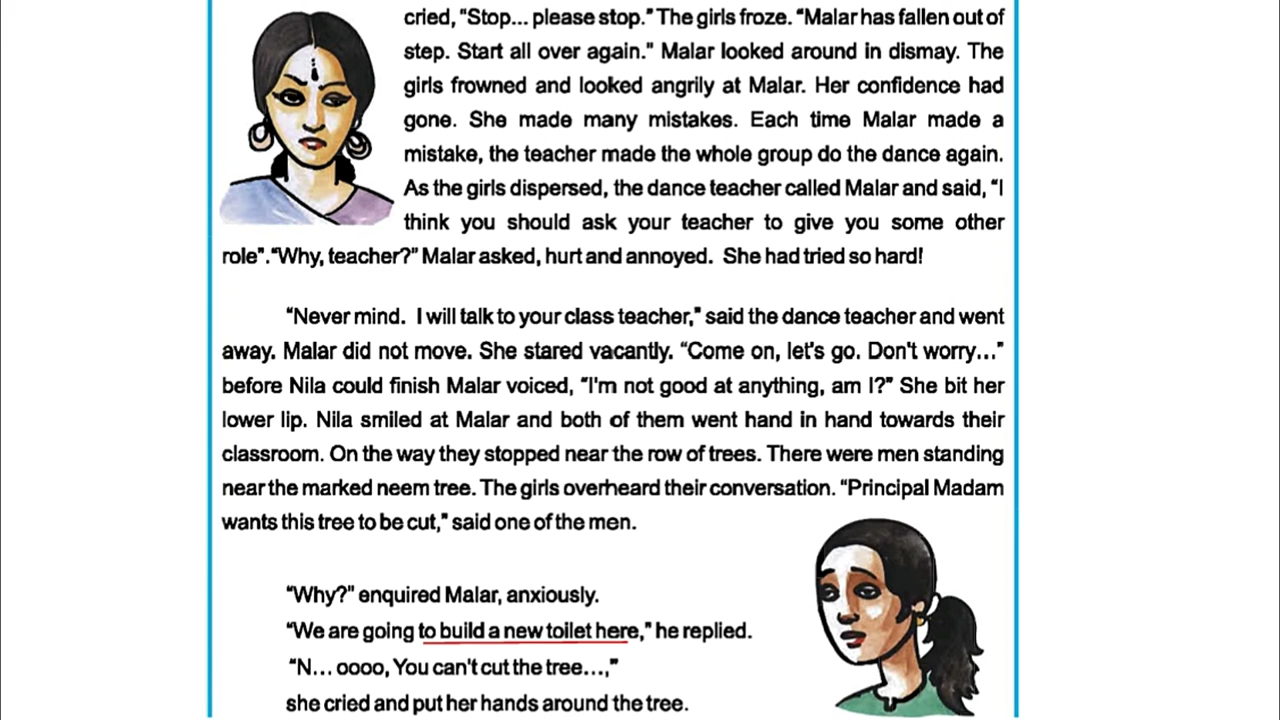 cried, “Stop... please stop.” The girls froze. “Malar has fallen out of
step. Start all over again.” Malar looked around in dismay. The
girls frowned and looked angrily at Malar. Her confidence had
gone. She made many mistakes. Each time Malar made a
mistake, the teacher made the whole group do the dance again.
As the girls dispersed, the dance teacher called Malar and said, “I
think you should ask your teacher to give you some other
role”.“Why, teacher?” Malar asked, hurt and annoyed. She had tried so hard!
“Never mind. I will talk to your class teacher,” said the dance teacher and went
away. Malar did not move. She stared vacantly. “Come on, let's go. Don't worry...”
before Nila could finish Malar voiced, “I'm not good at anything, am I?” She bit her
lower lip. Nila smiled at Malar and both of them went hand in hand towards their
classroom. On the way they stopped near the row of trees. There were men standing
near the marked neem tree. The girls overheard their conversation. “Principal Madam
wants this tree to be cut,” said one of the men.
“Why?” enquired Malar, anxiously.
“We are going to build a new toilet here,” he replied.
“N... oooo, You can't cut the tree...,”
she cried and put her hands around the tree.